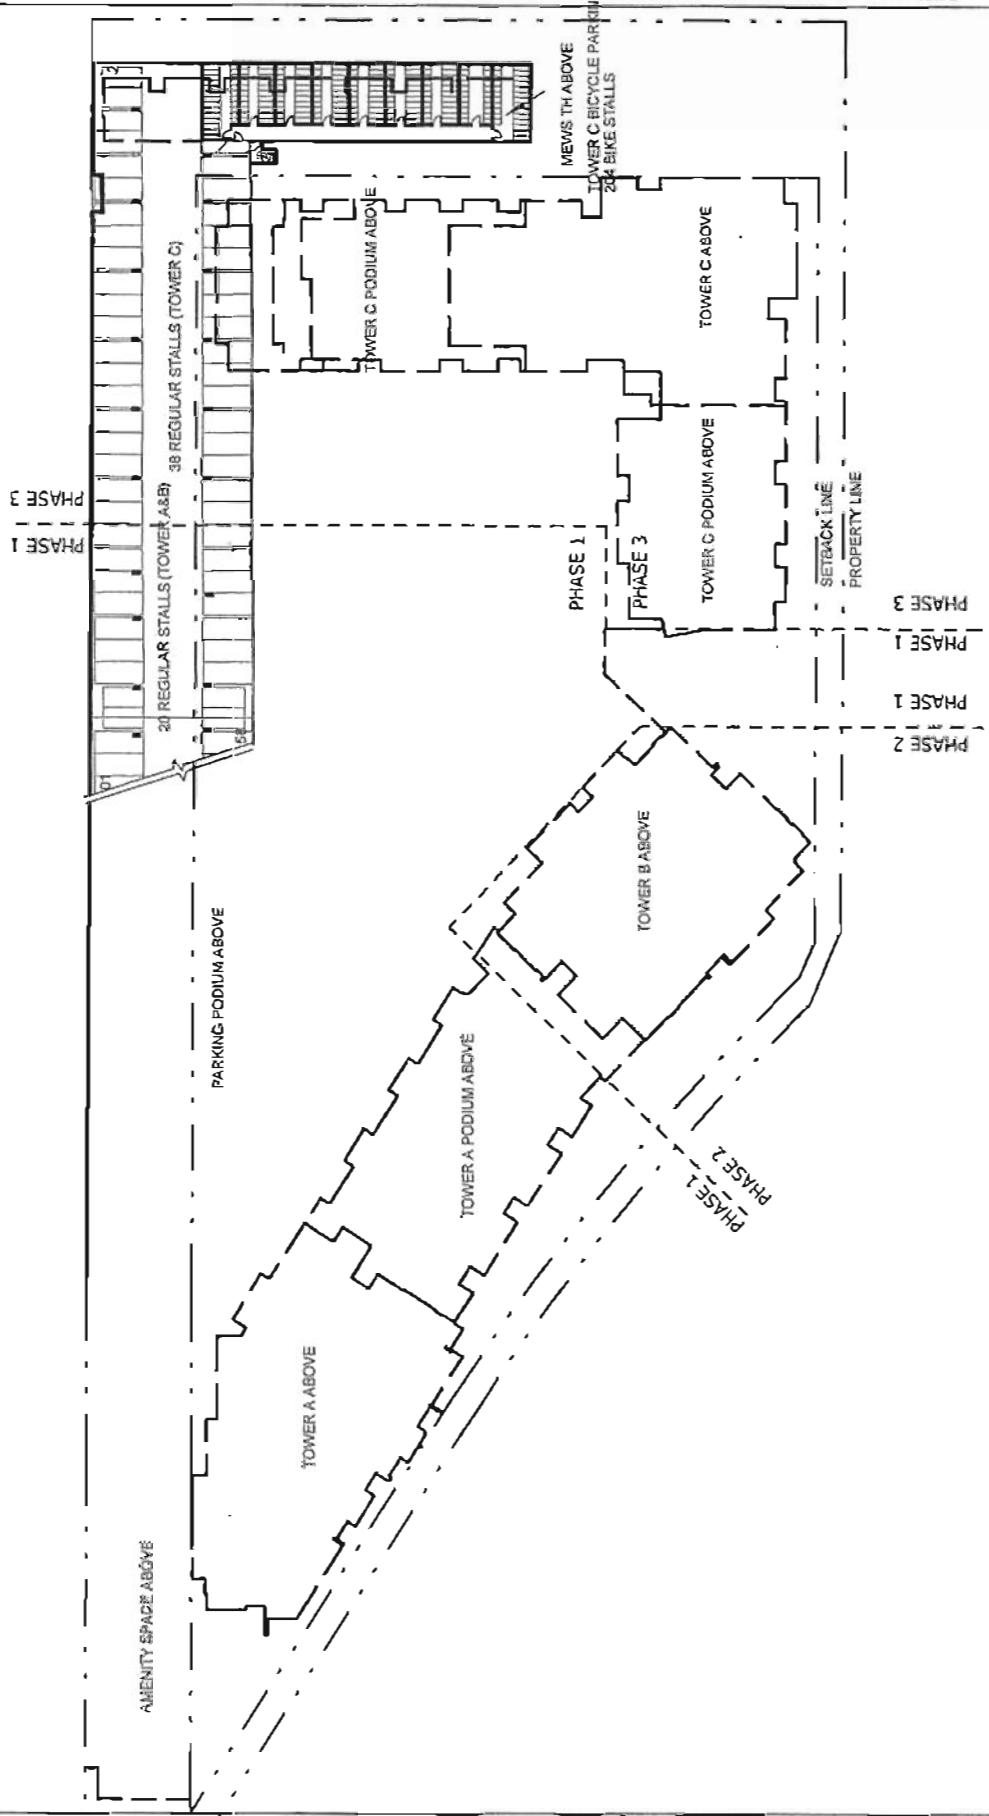 MEWS TH ABOVE
TOWER C BICYCLE PARKIN
204 BIKE STALLS
38 REGULAR STALLS (TOWER C)
TOWER C PODIUM ABOVE
TOWER C ABOVE
PHASE 3
PHASE 1
20 REGULAR STALLS (TOWER A&B)
PHASE 1
PHASE 3
TOWER C PODIUM ABOVE
SETBACK LINE
PROPERTY LINE
PHASE 3
PHASE 1
PHASE 1
PHASE 2
01
58
TOWER B ABOVE
PARKING PODIUM ABOVE
TOWER A PODIUM ABOVE
PHASE 1
PHASE 2
TOWER A ABOVE
AMENITY SPACE ABOVE